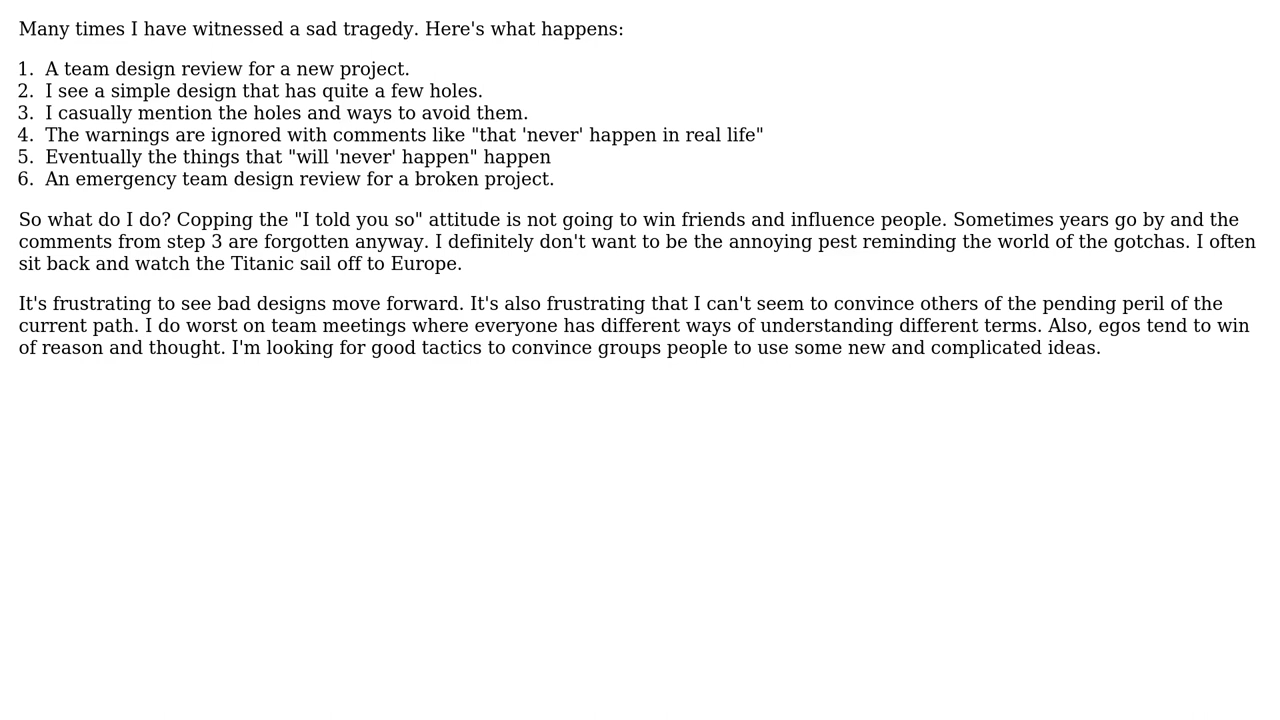 Many times I have witnessed a sad tragedy. Here's what happens:
1. A team design review for a new project.
2. I see a simple design that has quite a few holes.
3. I casually mention the holes and ways to avoid them.
4. The warnings are ignored with comments like "that 'never' happen in real life"
5. Eventually the things that "will 'never' happen" happen
6. An emergency team design review for a broken project.
So what do I do? Copping the "I told you so" attitude is not going to win friends and influence people. Sometimes years go by and the
comments from step 3 are forgotten anyway. I definitely don't want to be the annoying pest reminding the world of the gotchas. I often
sit back and watch the Titanic sail off to Europe.
It's frustrating to see bad designs move forward. It's also frustrating that I can't seem to convince others of the pending peril of the
current path. I do worst on team meetings where everyone has different ways of understanding different terms. Also, egos tend to win
of reason and thought. I'm looking for good tactics to convince groups people to use some new and complicated ideas.